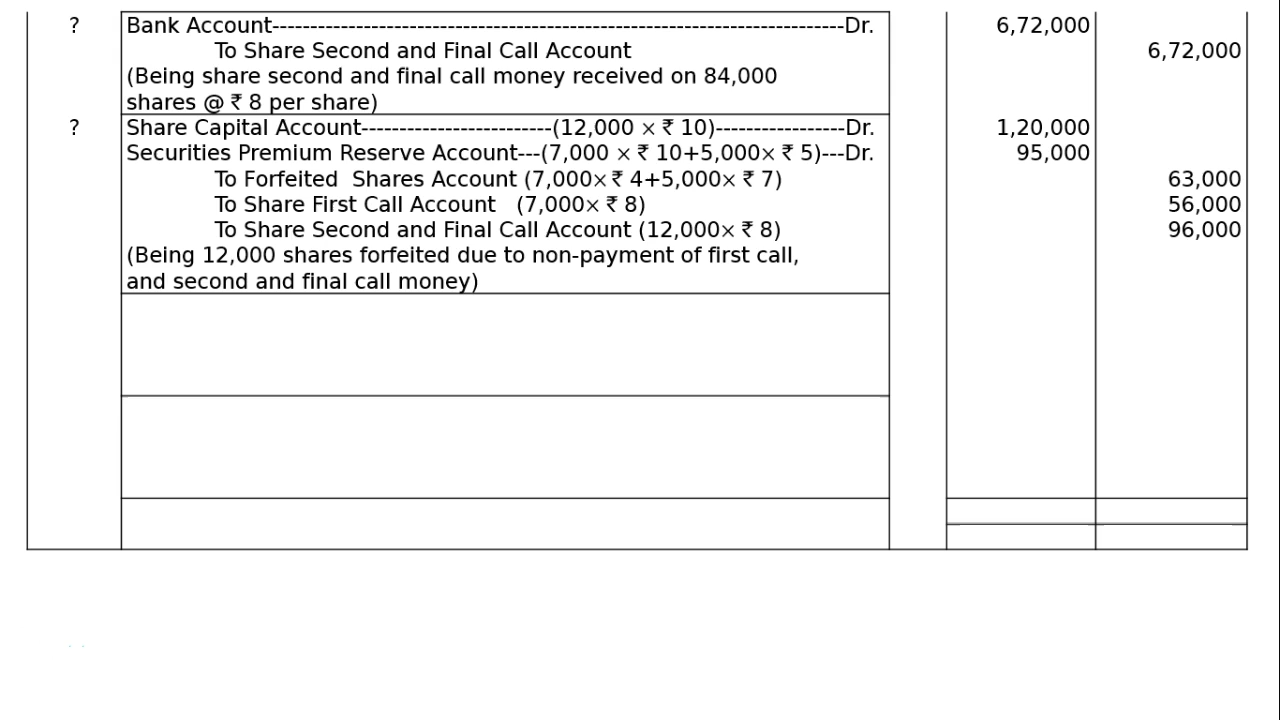 ? Bank Account---------------------------------------------------------------------------Dr. 6,72,000
To Share Second and Final Call Account 6,72,000
(Being share second and final call money received on 84,000
shares @ ₹ 8 per share)
? Share Capital Account-------------------------(12,000 × ₹ 10)-----------------Dr. 1,20,000
Securities Premium Reserve Account---(7,000 × ₹ 10+5,000× ₹ 5)---Dr. 95,000
To Forfeited Shares Account (7,000× ₹ 4+5,000× ₹ 7) 63,000
To Share First Call Account (7,000× ₹ 8) 56,000
To Share Second and Final Call Account (12,000× ₹ 8) 96,000
(Being 12,000 shares forfeited due to non-payment of first call,
and second and final call money)